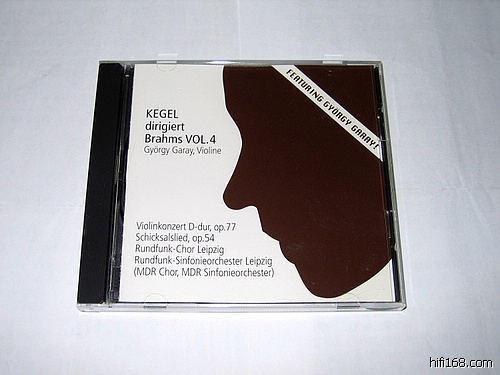 FEATURING GYÖRGY GARAY!
KEGEL
dirigiert
Brahms VOL.4
György Garay, Violine
Violinkonzert D-dur, op.77
Schicksalslied, op.54
Rundfunk-Chor Leipzig
Rundfunk-Sinfonieorchester Leipzig
(MDR Chor, MDR Sinfonieorchester)
hifi168.com